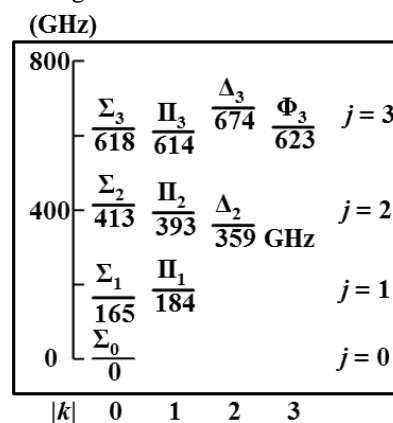 (GHz)
800
Δ₃
Σ₃ Π₃ 674 Φ₃ j = 3
618 614 623
Σ₂ Π₂ Δ₂
400 413 393 359 GHz j = 2
Σ₁ Π₁
165 184 j = 1
Σ₀
0 0 j = 0
|k| 0 1 2 3